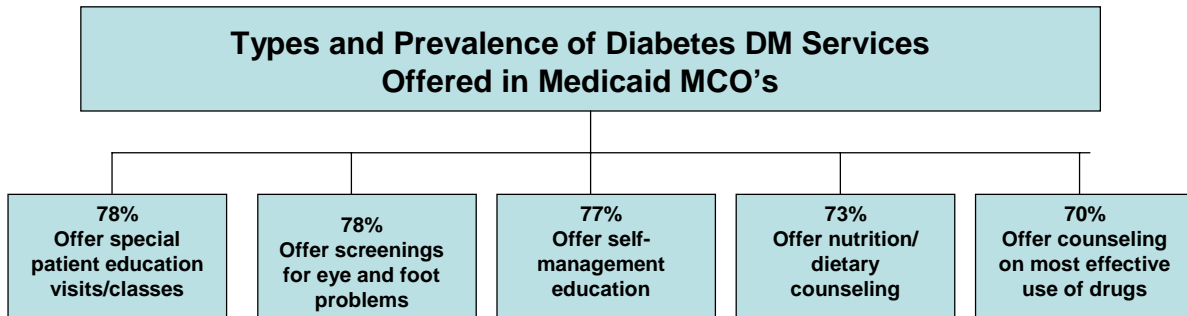 Types and Prevalence of Diabetes DM Services
Offered in Medicaid MCO's
78%
Offer special
patient education
visits/classes
78%
Offer screenings
for eye and foot
problems
77%
Offer self-
management
education
73%
Offer nutrition/
dietary
counseling
70%
Offer counseling
on most effective
use of drugs